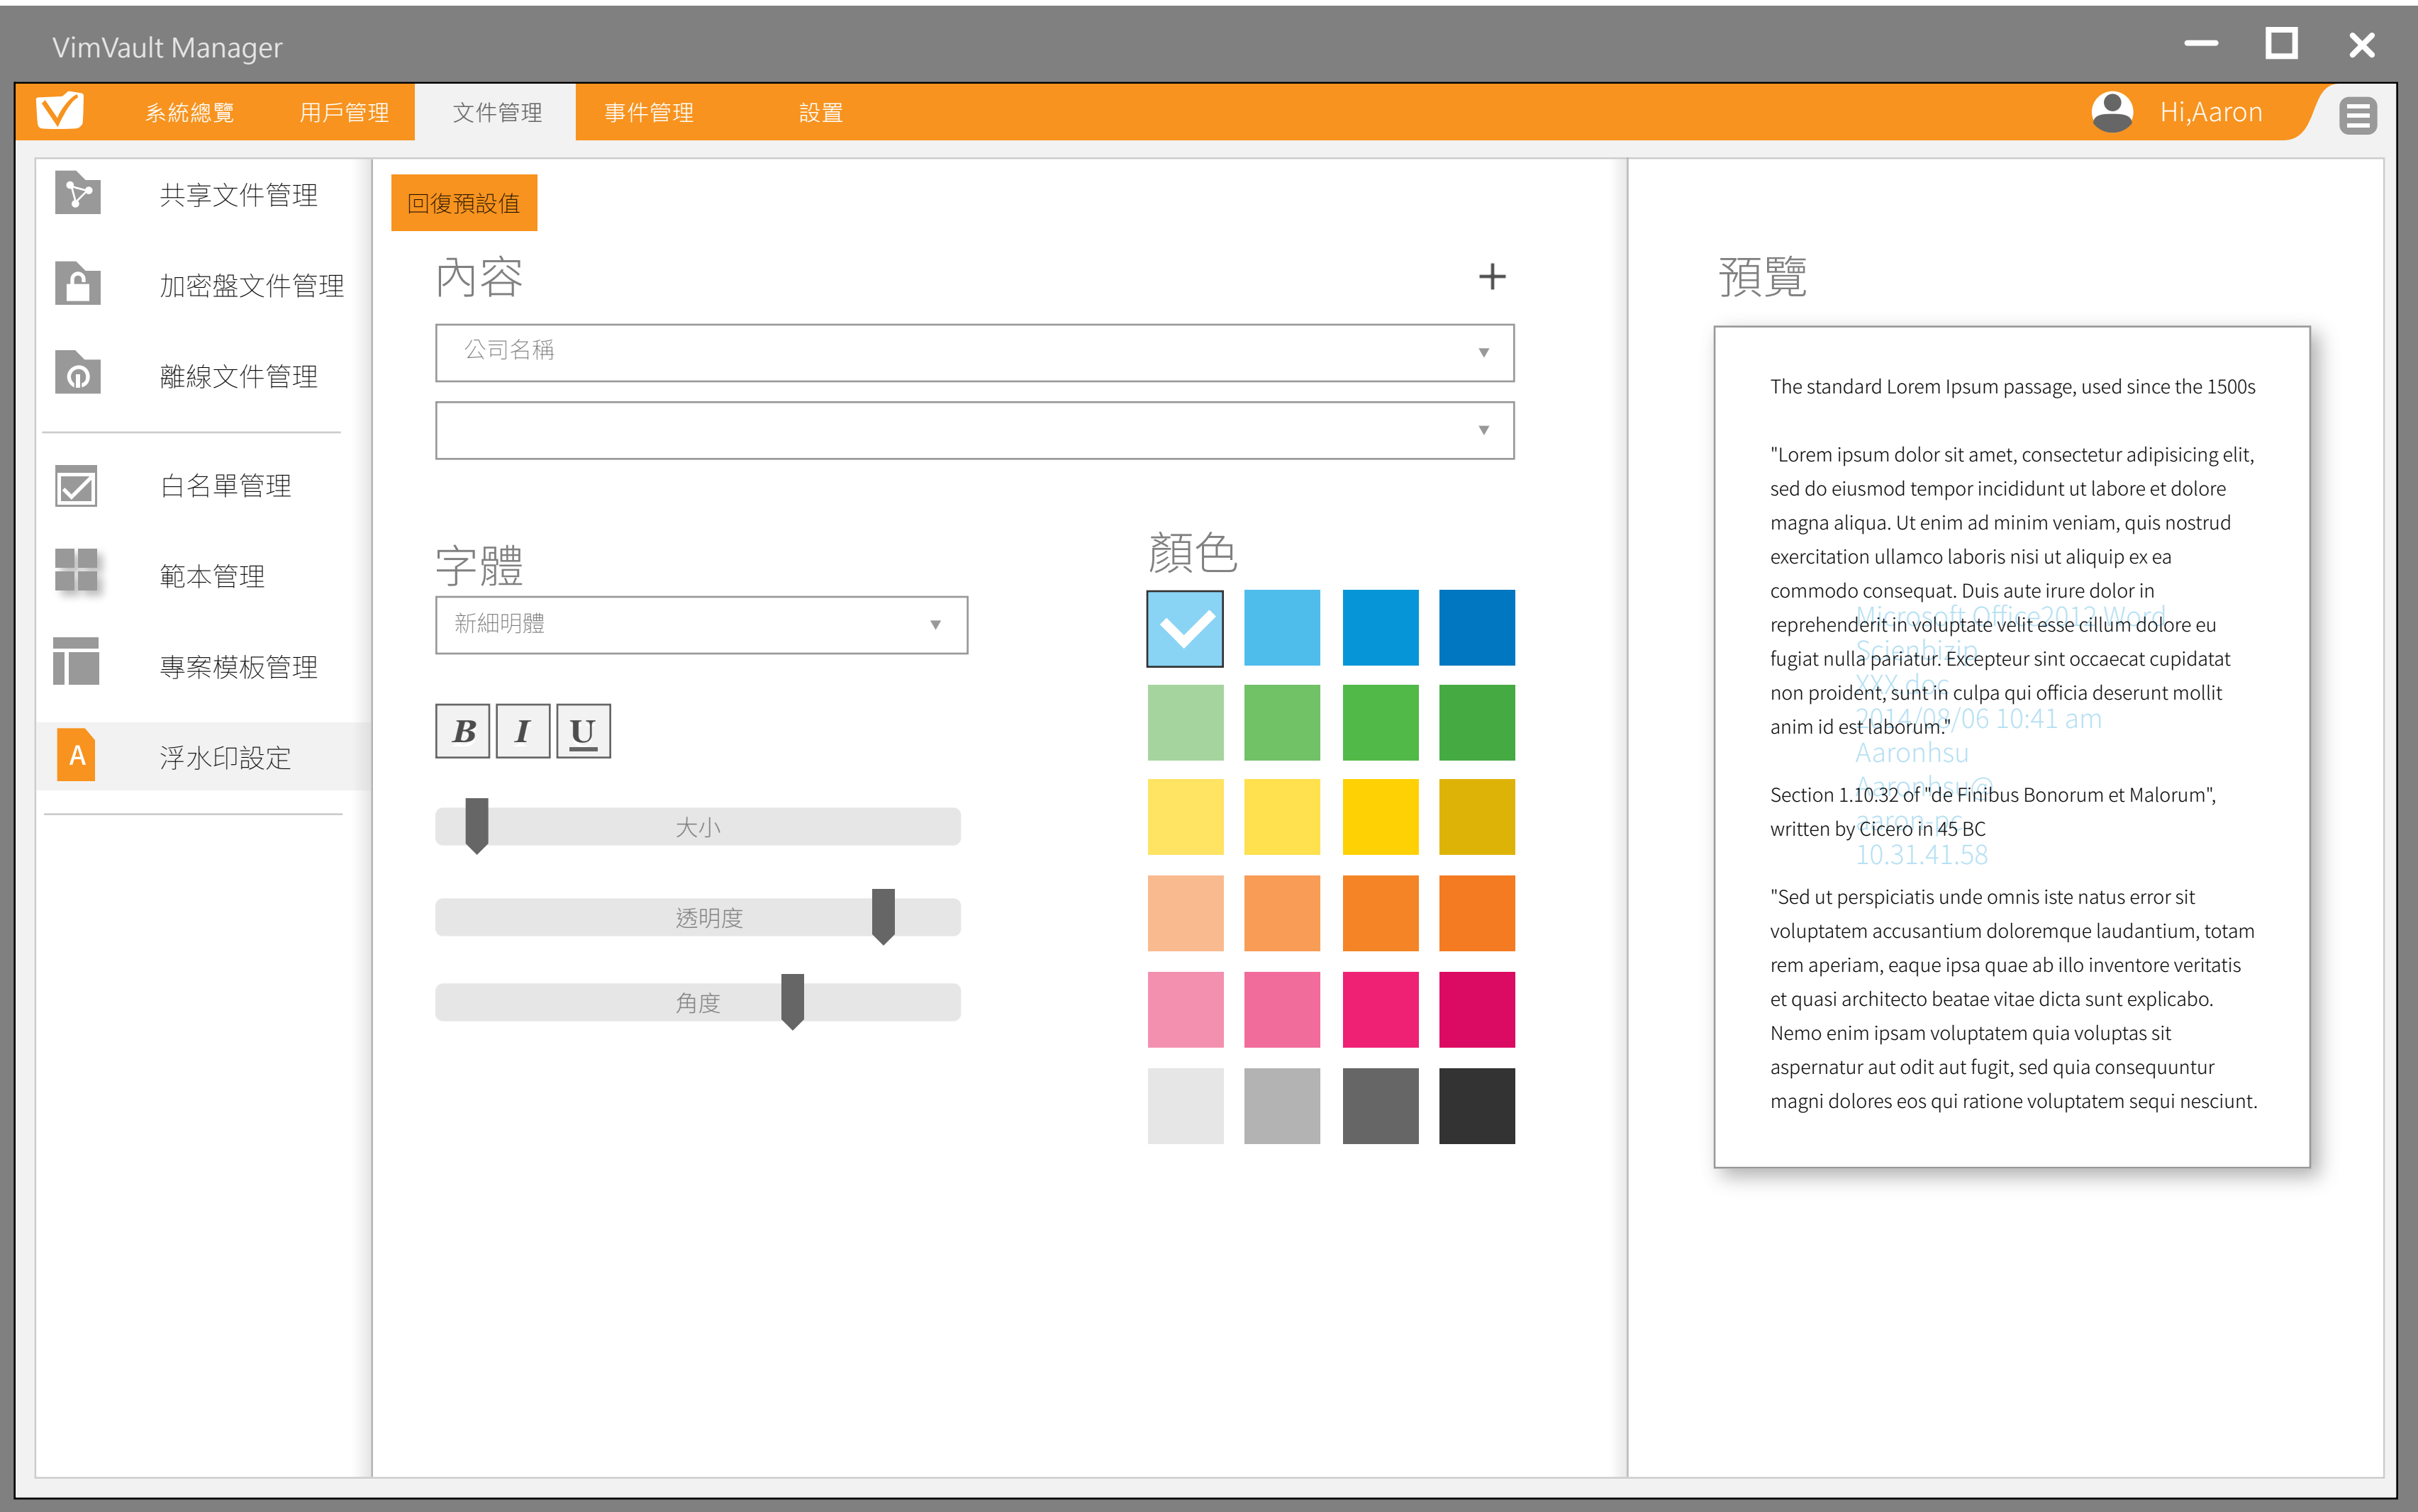 VimVault Manager
系統總覽 用戶管理 文件管理 事件管理 設置 Hi,Aaron
共享文件管理
加密盤文件管理
離線文件管理
白名單管理
範本管理
專案模板管理
A 浮水印設定
回復預設值
內容 +
公司名稱
字體
新細明體
B I U
大小
透明度
角度
顏色
預覽
The standard Lorem Ipsum passage, used since the 1500s
"Lorem ipsum dolor sit amet, consectetur adipisicing elit,
sed do eiusmod tempor incididunt ut labore et dolore
magna aliqua. Ut enim ad minim veniam, quis nostrud
exercitation ullamco laboris nisi ut aliquip ex ea
commodo consequat. Duis aute irure dolor in
reprehenderit in voluptate velit esse cillum dolore eu
fugiat nulla pariatur. Excepteur sint occaecat cupidatat
non proident, sunt in culpa qui officia deserunt mollit
anim id est laborum."
Section 1.10.32 of "de Finibus Bonorum et Malorum",
written by Cicero in 45 BC
"Sed ut perspiciatis unde omnis iste natus error sit
voluptatem accusantium doloremque laudantium, totam
rem aperiam, eaque ipsa quae ab illo inventore veritatis
et quasi architecto beatae vitae dicta sunt explicabo.
Nemo enim ipsam voluptatem quia voluptas sit
aspernatur aut odit aut fugit, sed quia consequuntur
magni dolores eos qui ratione voluptatem sequi nesciunt.
Microsoft Office2012 Word
XXX.doc
2014/08/06 10:41 am
Aaronhsu
Aaronhsu@
aaron-pc
10.31.41.58